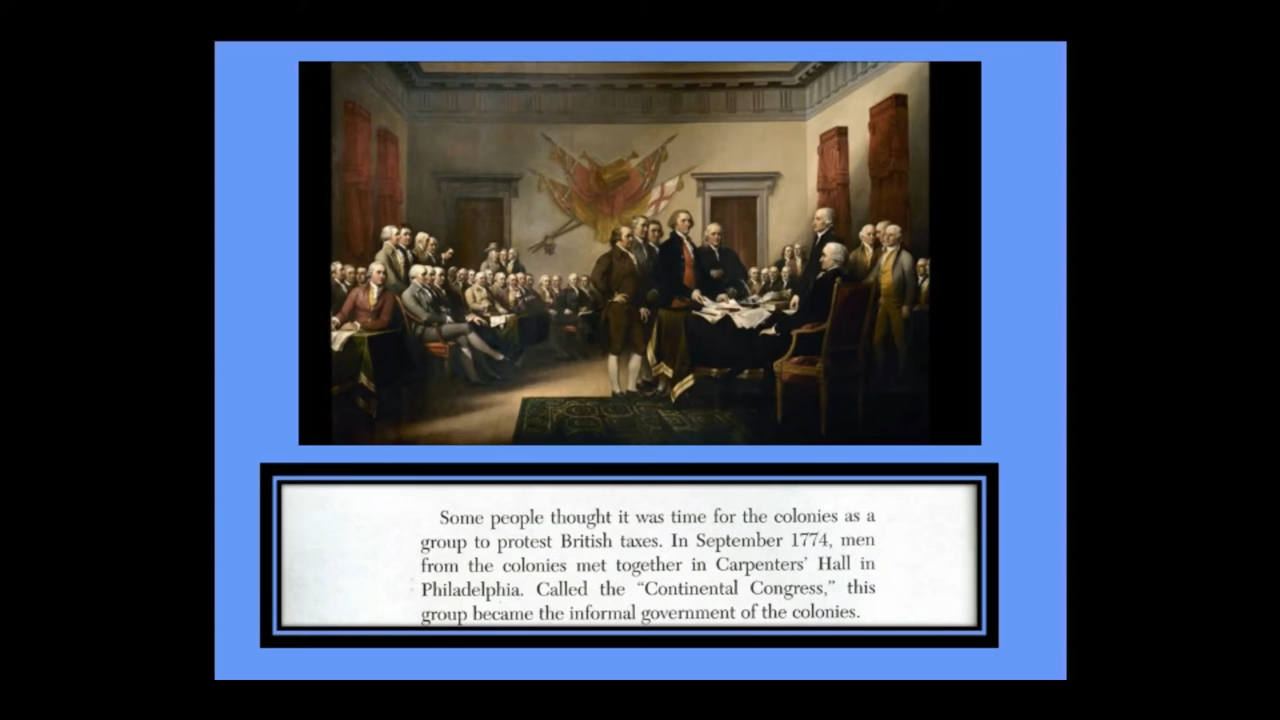 Some people thought it was time for the colonies as a
group to protest British taxes. In September 1774, men
from the colonies met together in Carpenters' Hall in
Philadelphia. Called the “Continental Congress,” this
group became the informal government of the colonies.